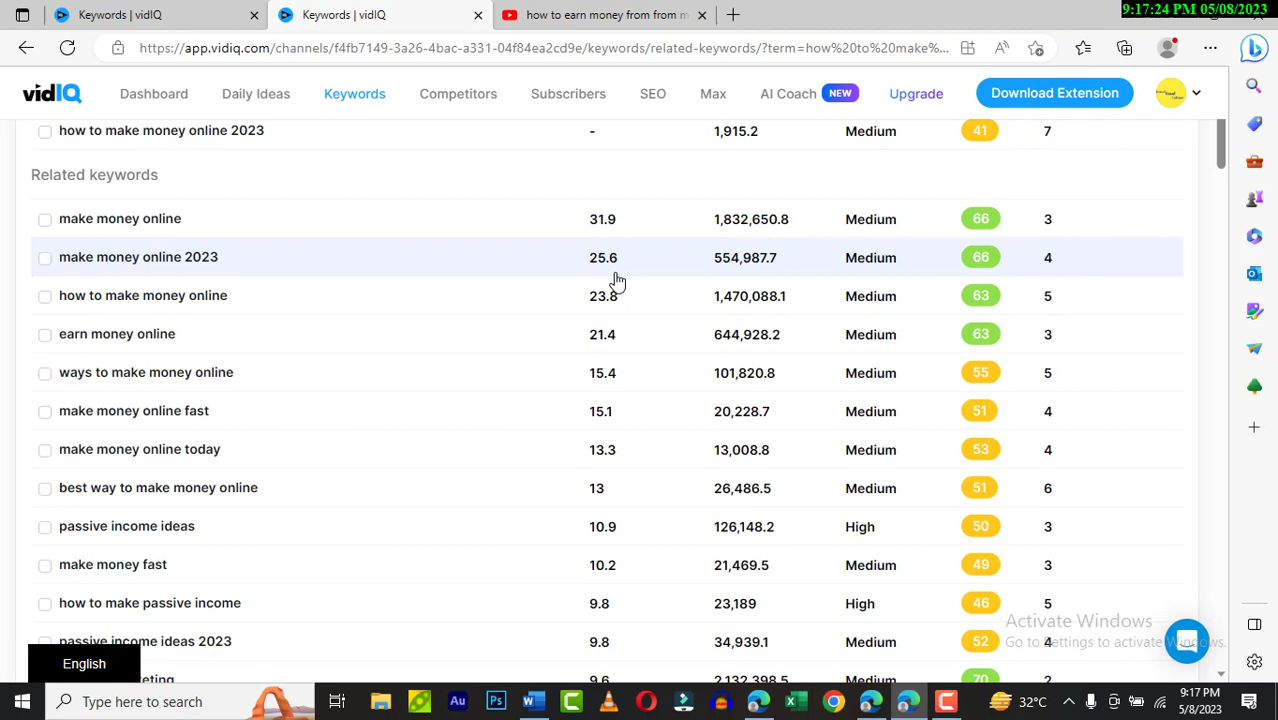 9:17:24 PM 05/08/2023
Keywords | vidIQ
Keywords | vidIQ
how to earn money from from m
https://app.vidiq.com/channels/f4fb7149-3a26-4bac-af31-04f84ea2cd9e/keywords/related-keywords/?term=how%20to%20make%...
vidIQ Dashboard Daily Ideas Keywords Competitors Subscribers SEO Max AI Coach NEW Upgrade Download Extension
how to make money online 2023 - 1,915.2 Medium 41 7
Related keywords
make money online 31.9 1,832,650.8 Medium 66 3
make money online 2023 25.6 554,987.7 Medium 66 4
how to make money online 23.8 1,470,088.1 Medium 63 5
earn money online 21.4 644,928.2 Medium 63 3
ways to make money online 15.4 101,820.8 Medium 55 5
make money online fast 15.1 20,228.7 Medium 51 4
make money online today 13.3 13,008.8 Medium 53 4
best way to make money online 13 26,486.5 Medium 51 6
passive income ideas 10.9 126,148.2 High 50 3
make money fast 10.2 21,469.5 Medium 49 3
how to make passive income 9.8 23,189 High 46 5
Activate Windows
passive income ideas 2023 9.8 34,939.1 Medium 52 4
Go to Settings to activate Windows.
English
9.6 2,132,398.5 Medium 70 2
Type here to search
32°C
9:17 PM
5/8/2023